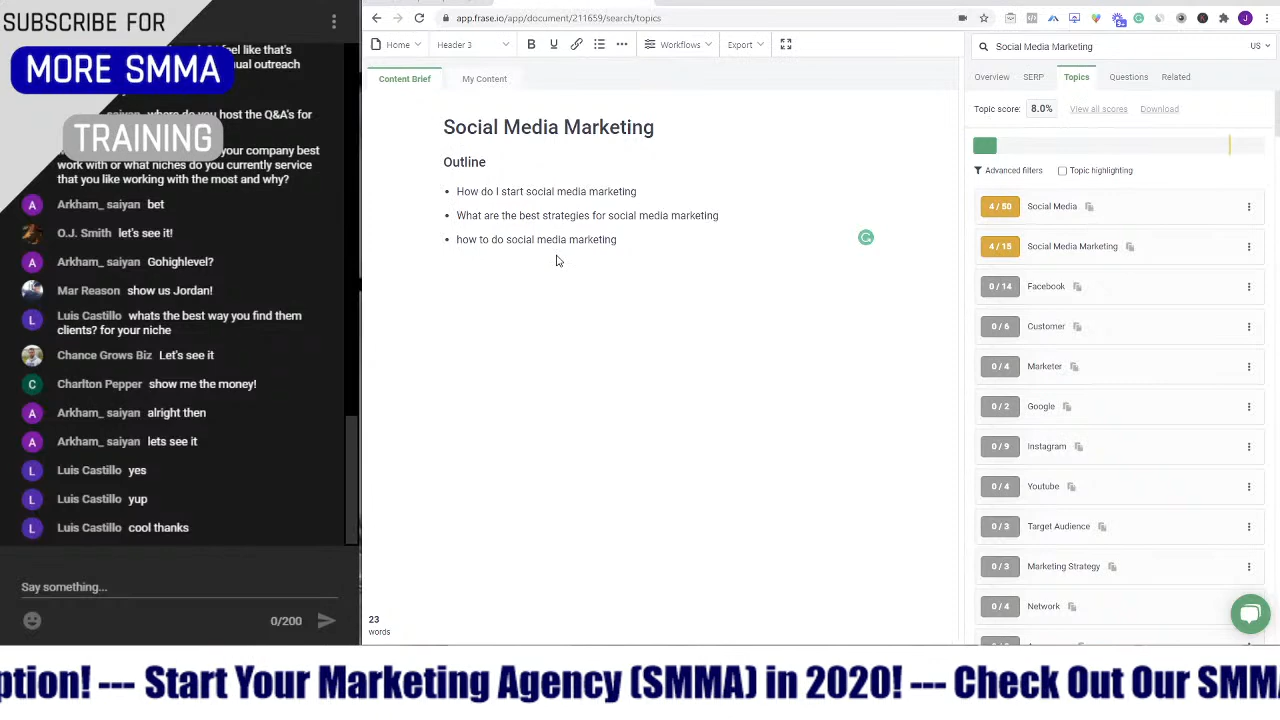 SUBSCRIBE FOR
MORE SMMA
TRAINING
feel like that's
ual outreach
where do you host the Q&A's for
your company best
work with or what niches do you currently service
that you like working with the most and why?
A Arkham_ saiyan bet
O.J. Smith let's see it!
A Arkham_ saiyan Gohighlevel?
Mar Reason show us Jordan!
L Luis Castillo whats the best way you find them
clients? for your niche
Chance Grows Biz Let's see it
C Charlton Pepper show me the money!
A Arkham_ saiyan alright then
A Arkham_ saiyan lets see it
L Luis Castillo yes
L Luis Castillo yup
L Luis Castillo cool thanks
Say something...
0/200
app.frase.io/app/document/211659/search/topics
J
Home
Header 3
B
U
Workflows
Export
Content Brief
My Content
Social Media Marketing
Outline
How do I start social media marketing
What are the best strategies for social media marketing
how to do social media marketing
23
words
Social Media Marketing
US
Overview SERP Topics Questions Related
Topic score: 8.0% View all scores Download
Advanced filters Topic highlighting
4 / 50 Social Media
4 / 15 Social Media Marketing
0 / 14 Facebook
0 / 6 Customer
0 / 4 Marketer
0 / 2 Google
0 / 9 Instagram
0 / 4 Youtube
0 / 3 Target Audience
0 / 3 Marketing Strategy
0 / 4 Network
ption! --- Start Your Marketing Agency (SMMA) in 2020! --- Check Out Our SMMA